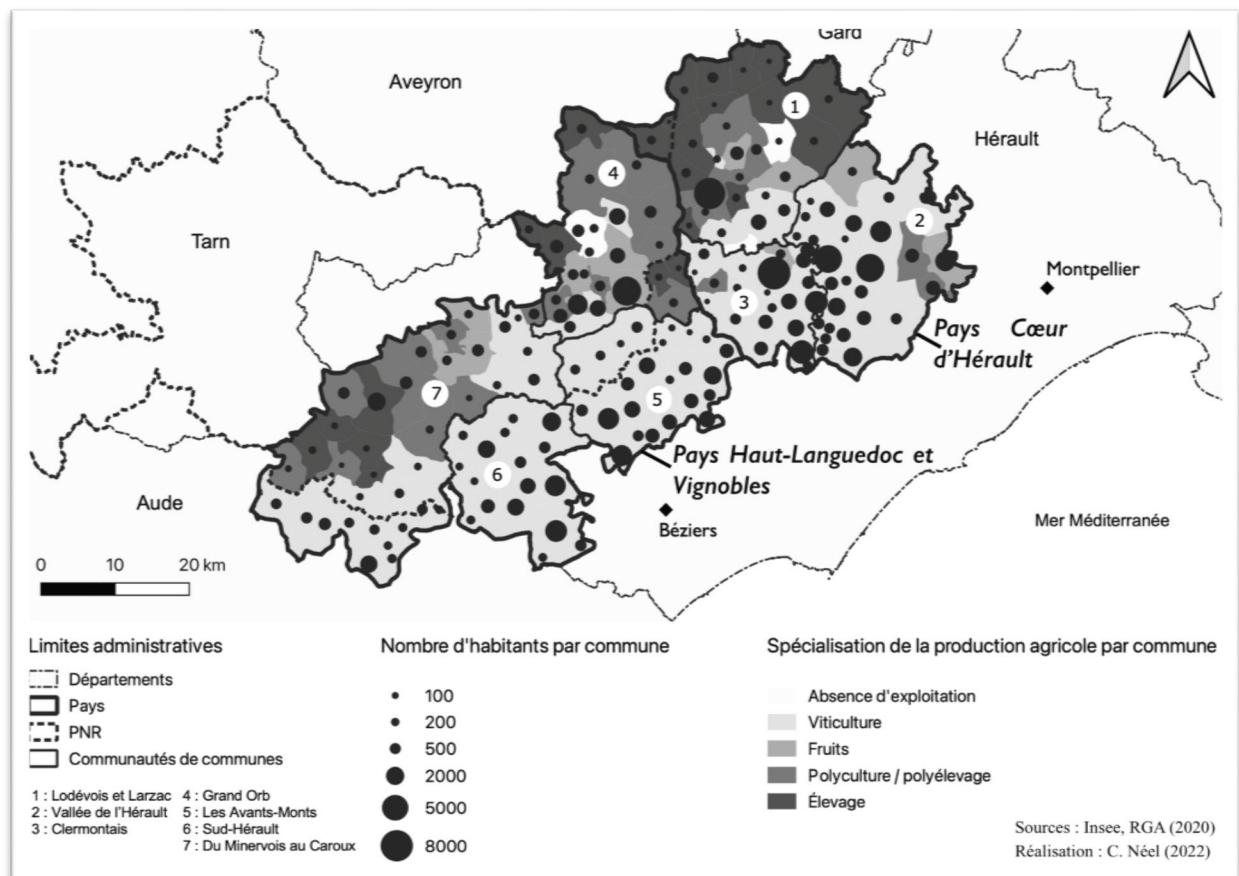 Gard
Aveyron
Hérault
1
4
2
Tarn
Montpellier
3
Pays Cœur
d'Hérault
7
5
Pays Haut-Languedoc et
Vignobles
6
Aude
Béziers
Mer Méditerranée
0 10 20 km
Limites administratives
Départements
Pays
PNR
Communautés de communes
1 : Lodévois et Larzac
2 : Vallée de l'Hérault
3 : Clermontais
4 : Grand Orb
5 : Les Avants-Monts
6 : Sud-Hérault
7 : Du Minervois au Caroux
Nombre d'habitants par commune
100
200
500
2000
5000
8000
Spécialisation de la production agricole par commune
Absence d'exploitation
Viticulture
Fruits
Polyculture / polyélevage
Élevage
Sources : Insee, RGA (2020)
Réalisation : C. Néel (2022)